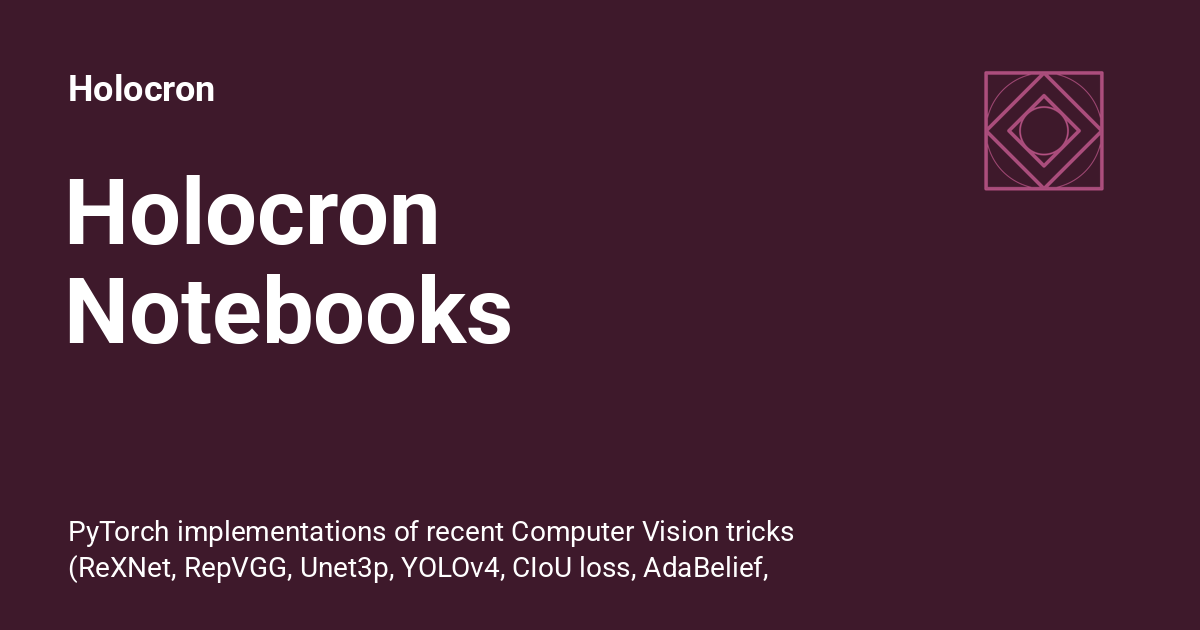 Holocron
Holocron
Notebooks
PyTorch implementations of recent Computer Vision tricks
(ReXNet, RepVGG, Unet3p, YOLOv4, CIoU loss, AdaBelief,